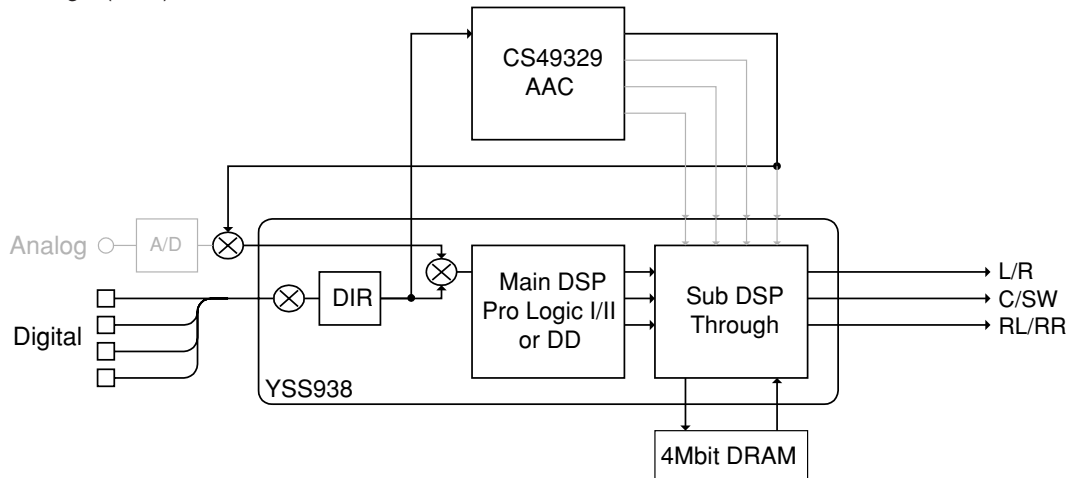 CS49329
AAC
Analog
A/D
DIR
Main DSP
Pro Logic I/II
or DD
Sub DSP
Through
L/R
C/SW
RL/RR
Digital
YSS938
4Mbit DRAM